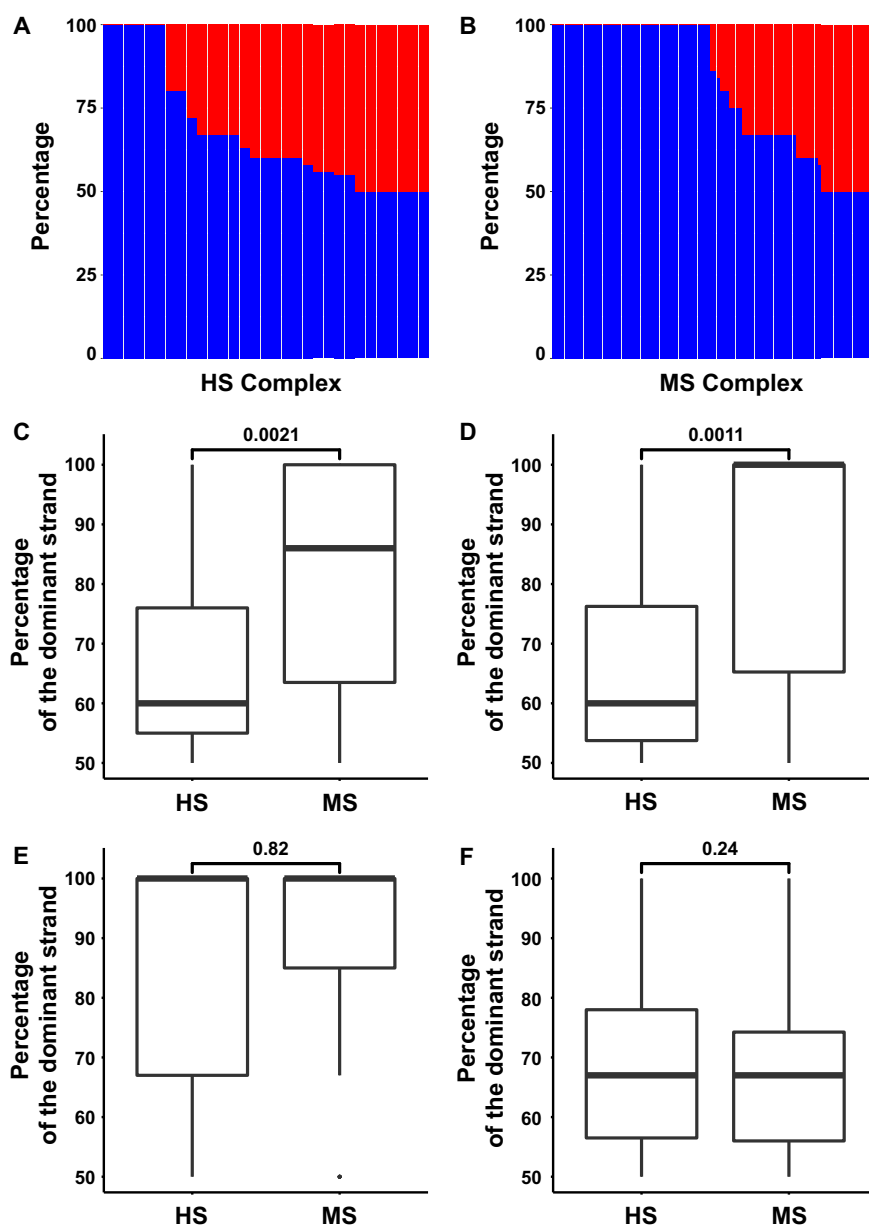 A
100
75
50
25
0
Percentage
HS Complex
B
100
75
50
25
0
Percentage
MS Complex
C
0.0021
100
90
80
70
60
50
Percentage
of the dominant strand
HS
MS
D
0.0011
100
90
80
70
60
50
Percentage
of the dominant strand
HS
MS
E
0.82
100
90
80
70
60
50
Percentage
of the dominant strand
HS
MS
F
0.24
100
90
80
70
60
50
Percentage
of the dominant strand
HS
MS